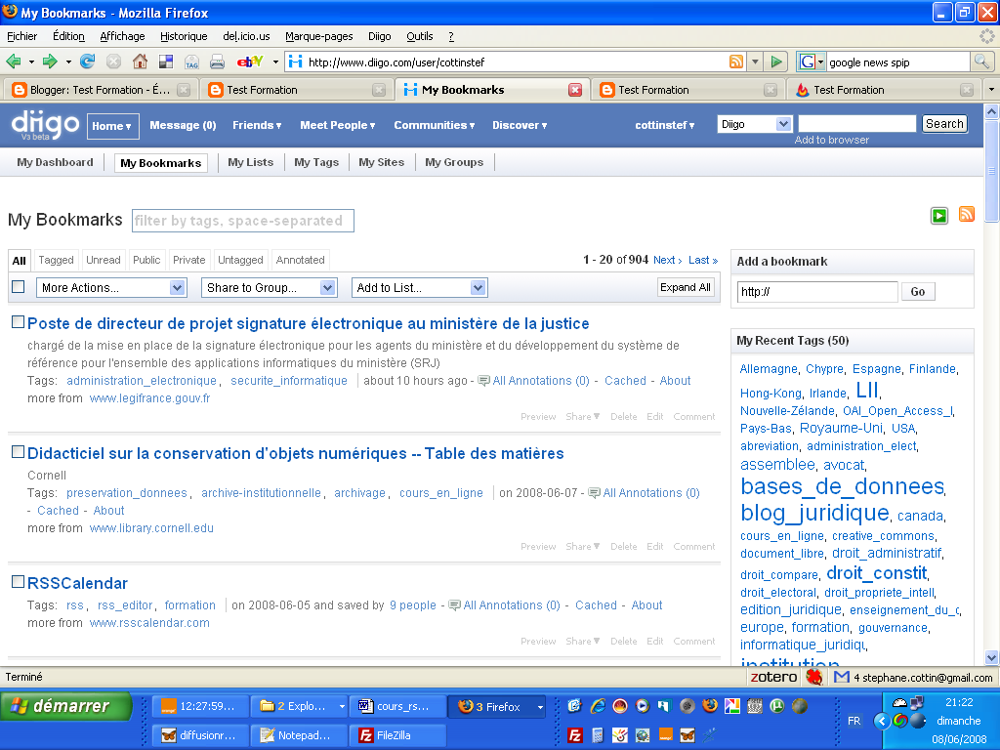 My Bookmarks - Mozilla Firefox
Fichier Édition Affichage Historique del.icio.us Marque-pages Diigo Outils ?
TAG ebY http://www.diigo.com/user/cottinstef G google news spip
Blogger: Test Formation - É... Test Formation My Bookmarks Test Formation Test Formation
diigo V3 beta Home ▾ Message (0) Friends ▾ Meet People ▾ Communities ▾ Discover ▾ cottinstef ▾ Diigo Search
Add to browser
My Dashboard My Bookmarks My Lists My Tags My Sites My Groups
My Bookmarks filter by tags, space-separated
All Tagged Unread Public Private Untagged Annotated 1 - 20 of 904 Next › Last »
More Actions... Share to Group... Add to List... Expand All
Poste de directeur de projet signature électronique au ministère de la justice
chargé de la mise en place de la signature électronique pour les agents du ministère et du développement du système de
référence pour l'ensemble des applications informatiques du ministère (SRJ)
Tags: administration_electronique , securite_informatique about 10 hours ago - All Annotations (0) - Cached - About
more from www.legifrance.gouv.fr
Preview Share▼ Delete Edit Comment
Didacticiel sur la conservation d'objets numériques -- Table des matières
Cornell
Tags: preservation_donnees , archive-institutionnelle , archivage , cours_en_ligne on 2008-06-07 - All Annotations (0)
- Cached - About
more from www.library.cornell.edu
Preview Share▼ Delete Edit Comment
RSSCalendar
Tags: rss , rss_editor , formation on 2008-06-05 and saved by 9 people - All Annotations (0) - Cached - About
more from www.rsscalendar.com
Preview Share▼ Delete Edit Comment
Add a bookmark
http:// Go
My Recent Tags (50)
Allemagne, Chypre, Espagne, Finlande,
Hong-Kong, Irlande, LII,
Nouvelle-Zélande, OAI_Open_Access_I,
Pays-Bas, Royaume-Uni, USA,
abreviation, administration_elect,
assemblee, avocat,
bases_de_donnees,
blog_juridique, canada,
cours_en_ligne, creative_commons,
document_libre, droit_administratif,
droit_compare, droit_constit,
droit_electoral, droit_propriete_intell,
edition_juridique, enseignement_du_c,
europe, formation, gouvernance,
informatique_juridiqu,
institution
Terminé zotero 4 stephane.cottin@gmail.com
démarrer 12:27:59... 2 Explo... cours_rs... 3 Firefox
diffusionr... Notepad... FileZilla
FR
21:22
dimanche
08/06/2008